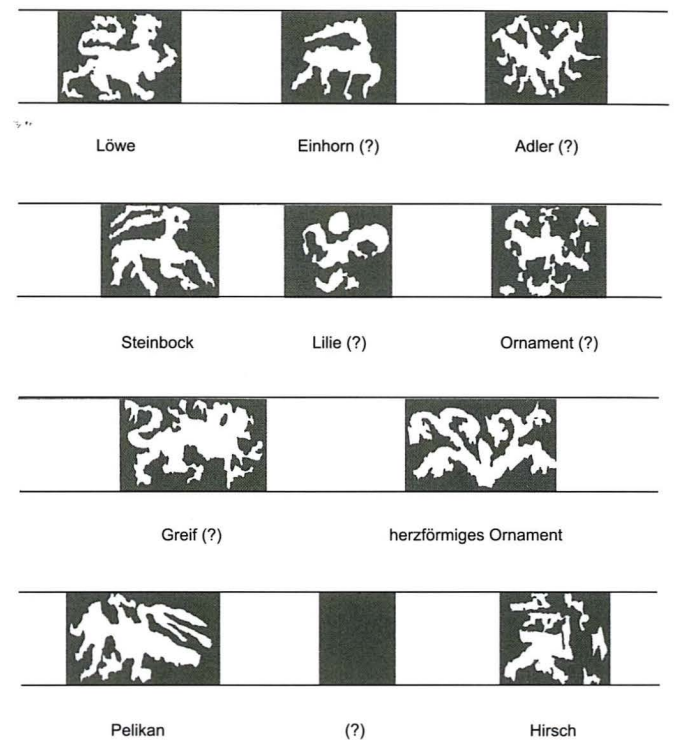 Löwe Einhorn (?) Adler (?)
Steinbock Lilie (?) Ornament (?)
Greif (?) herzförmiges Ornament
Pelikan (?) Hirsch